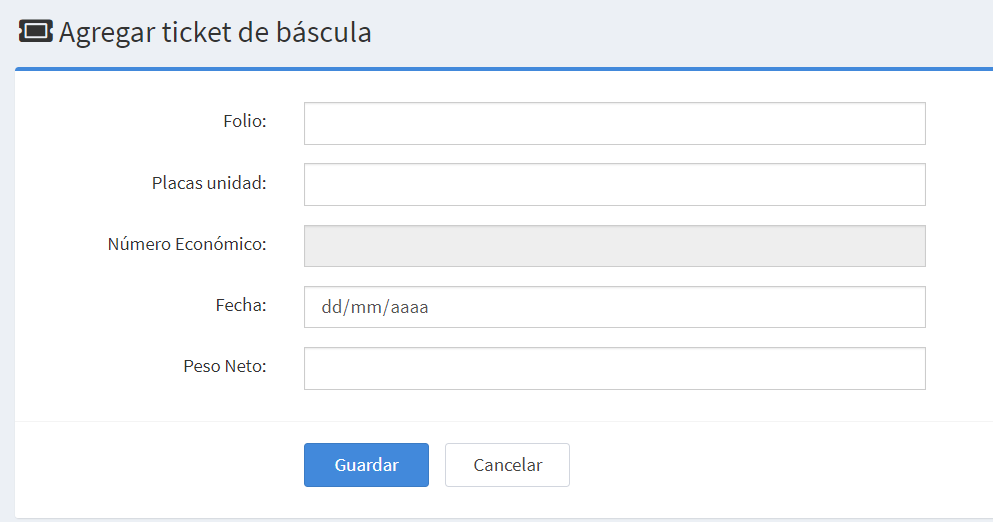 Agregar ticket de báscula
Folio:
Placas unidad:
Número Económico:
Fecha: dd/mm/aaaa
Peso Neto:
Guardar Cancelar